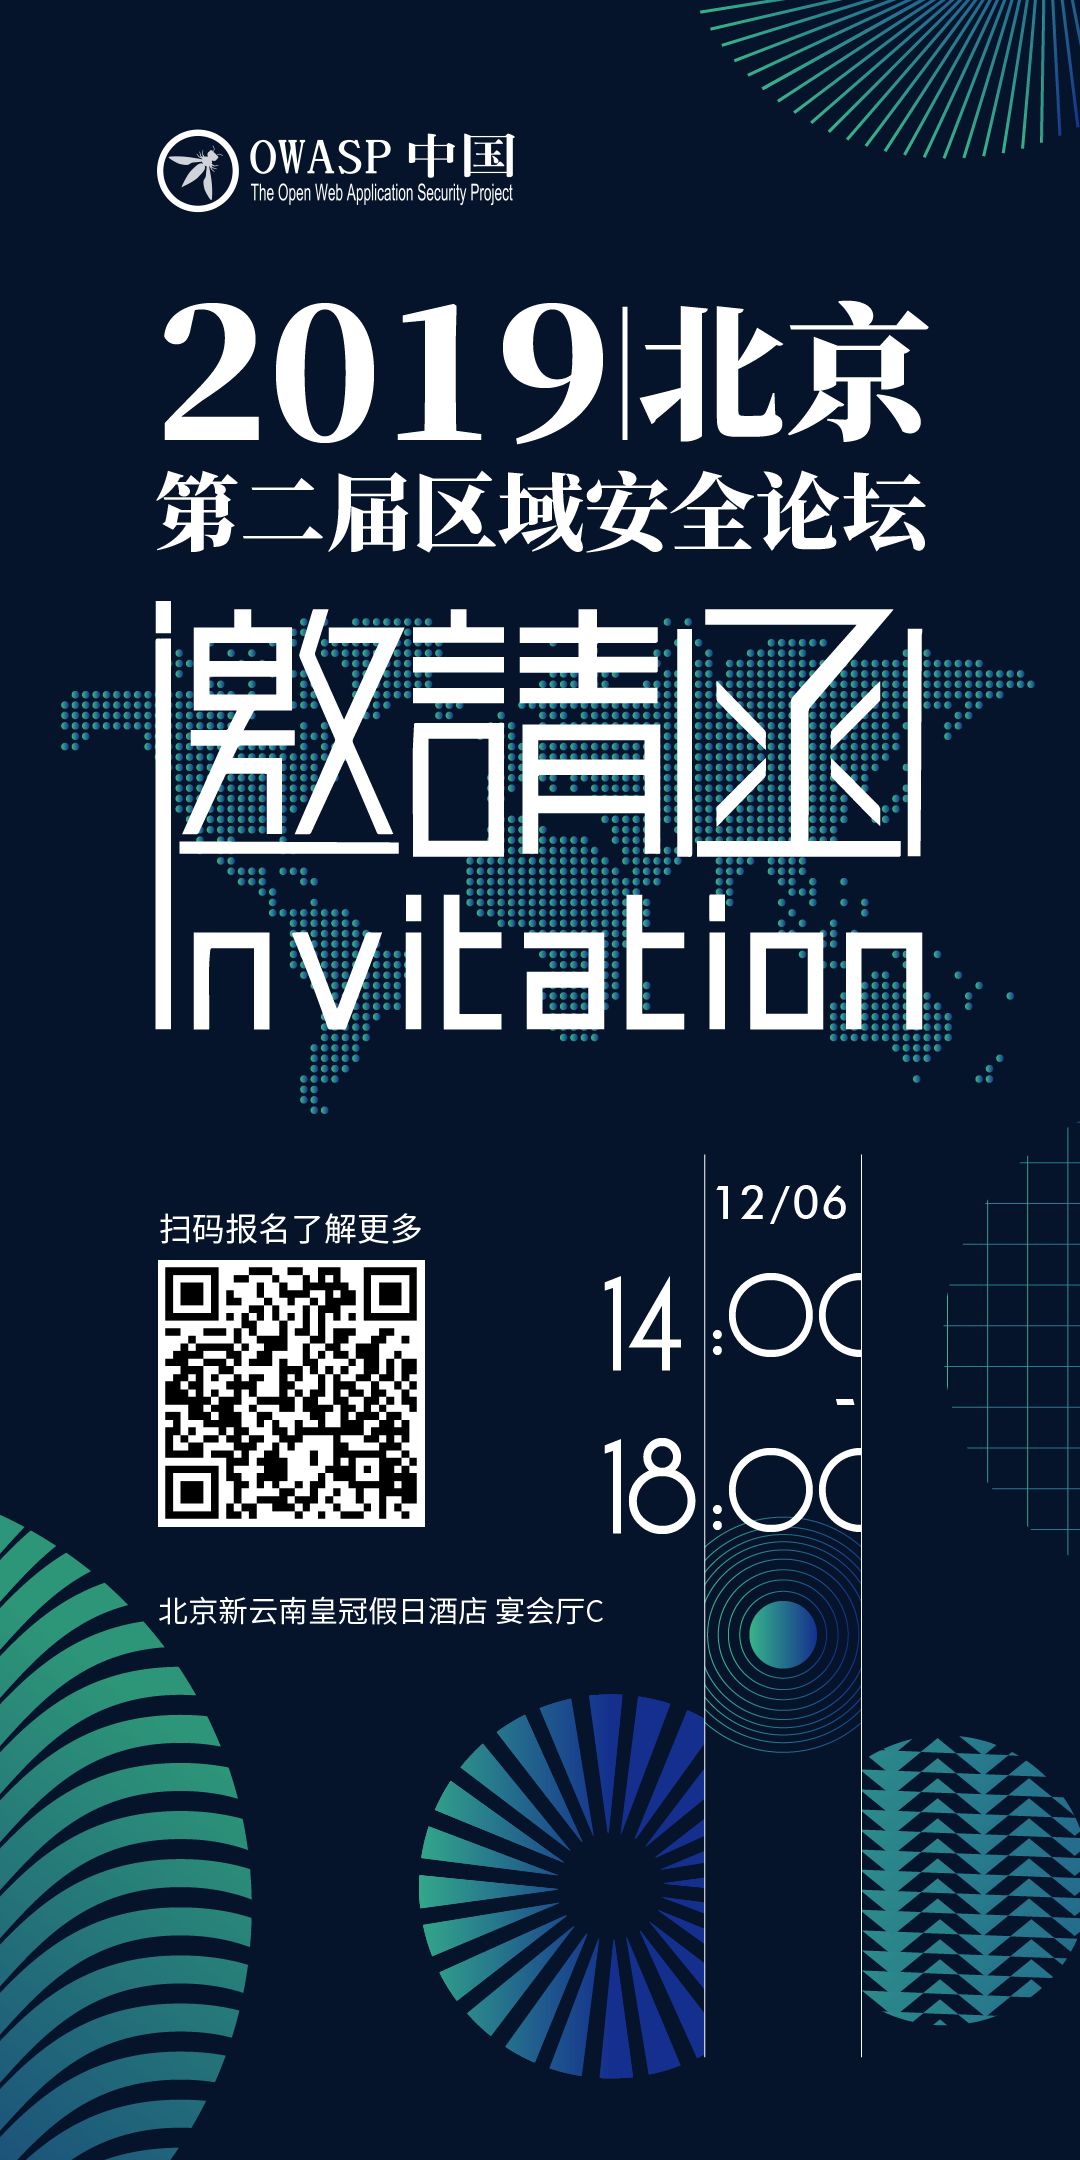 OWASP 中国
The Open Web Application Security Project
2019|北京
第二届区域安全论坛
邀請函
Invitation
扫码报名了解更多
12/06
14:00
-
18:00
北京新云南皇冠假日酒店 宴会厅C